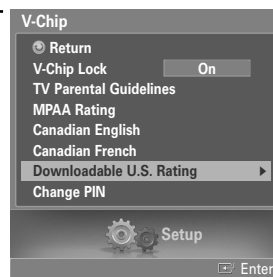 V-Chip
Return
V-Chip Lock On
TV Parental Guidelines
MPAA Rating
Canadian English
Canadian French
Downloadable U.S. Rating
Change PIN
Setup
Enter